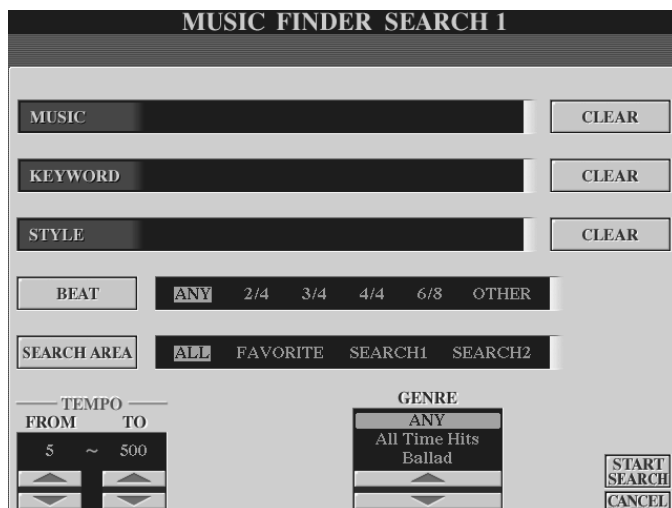 MUSIC FINDER SEARCH 1
MUSIC CLEAR
KEYWORD CLEAR
STYLE CLEAR
BEAT ANY 2/4 3/4 4/4 6/8 OTHER
SEARCH AREA ALL FAVORITE SEARCH1 SEARCH2
TEMPO GENRE
FROM TO ANY
All Time Hits
5 ~ 500 Ballad
START
SEARCH
CANCEL